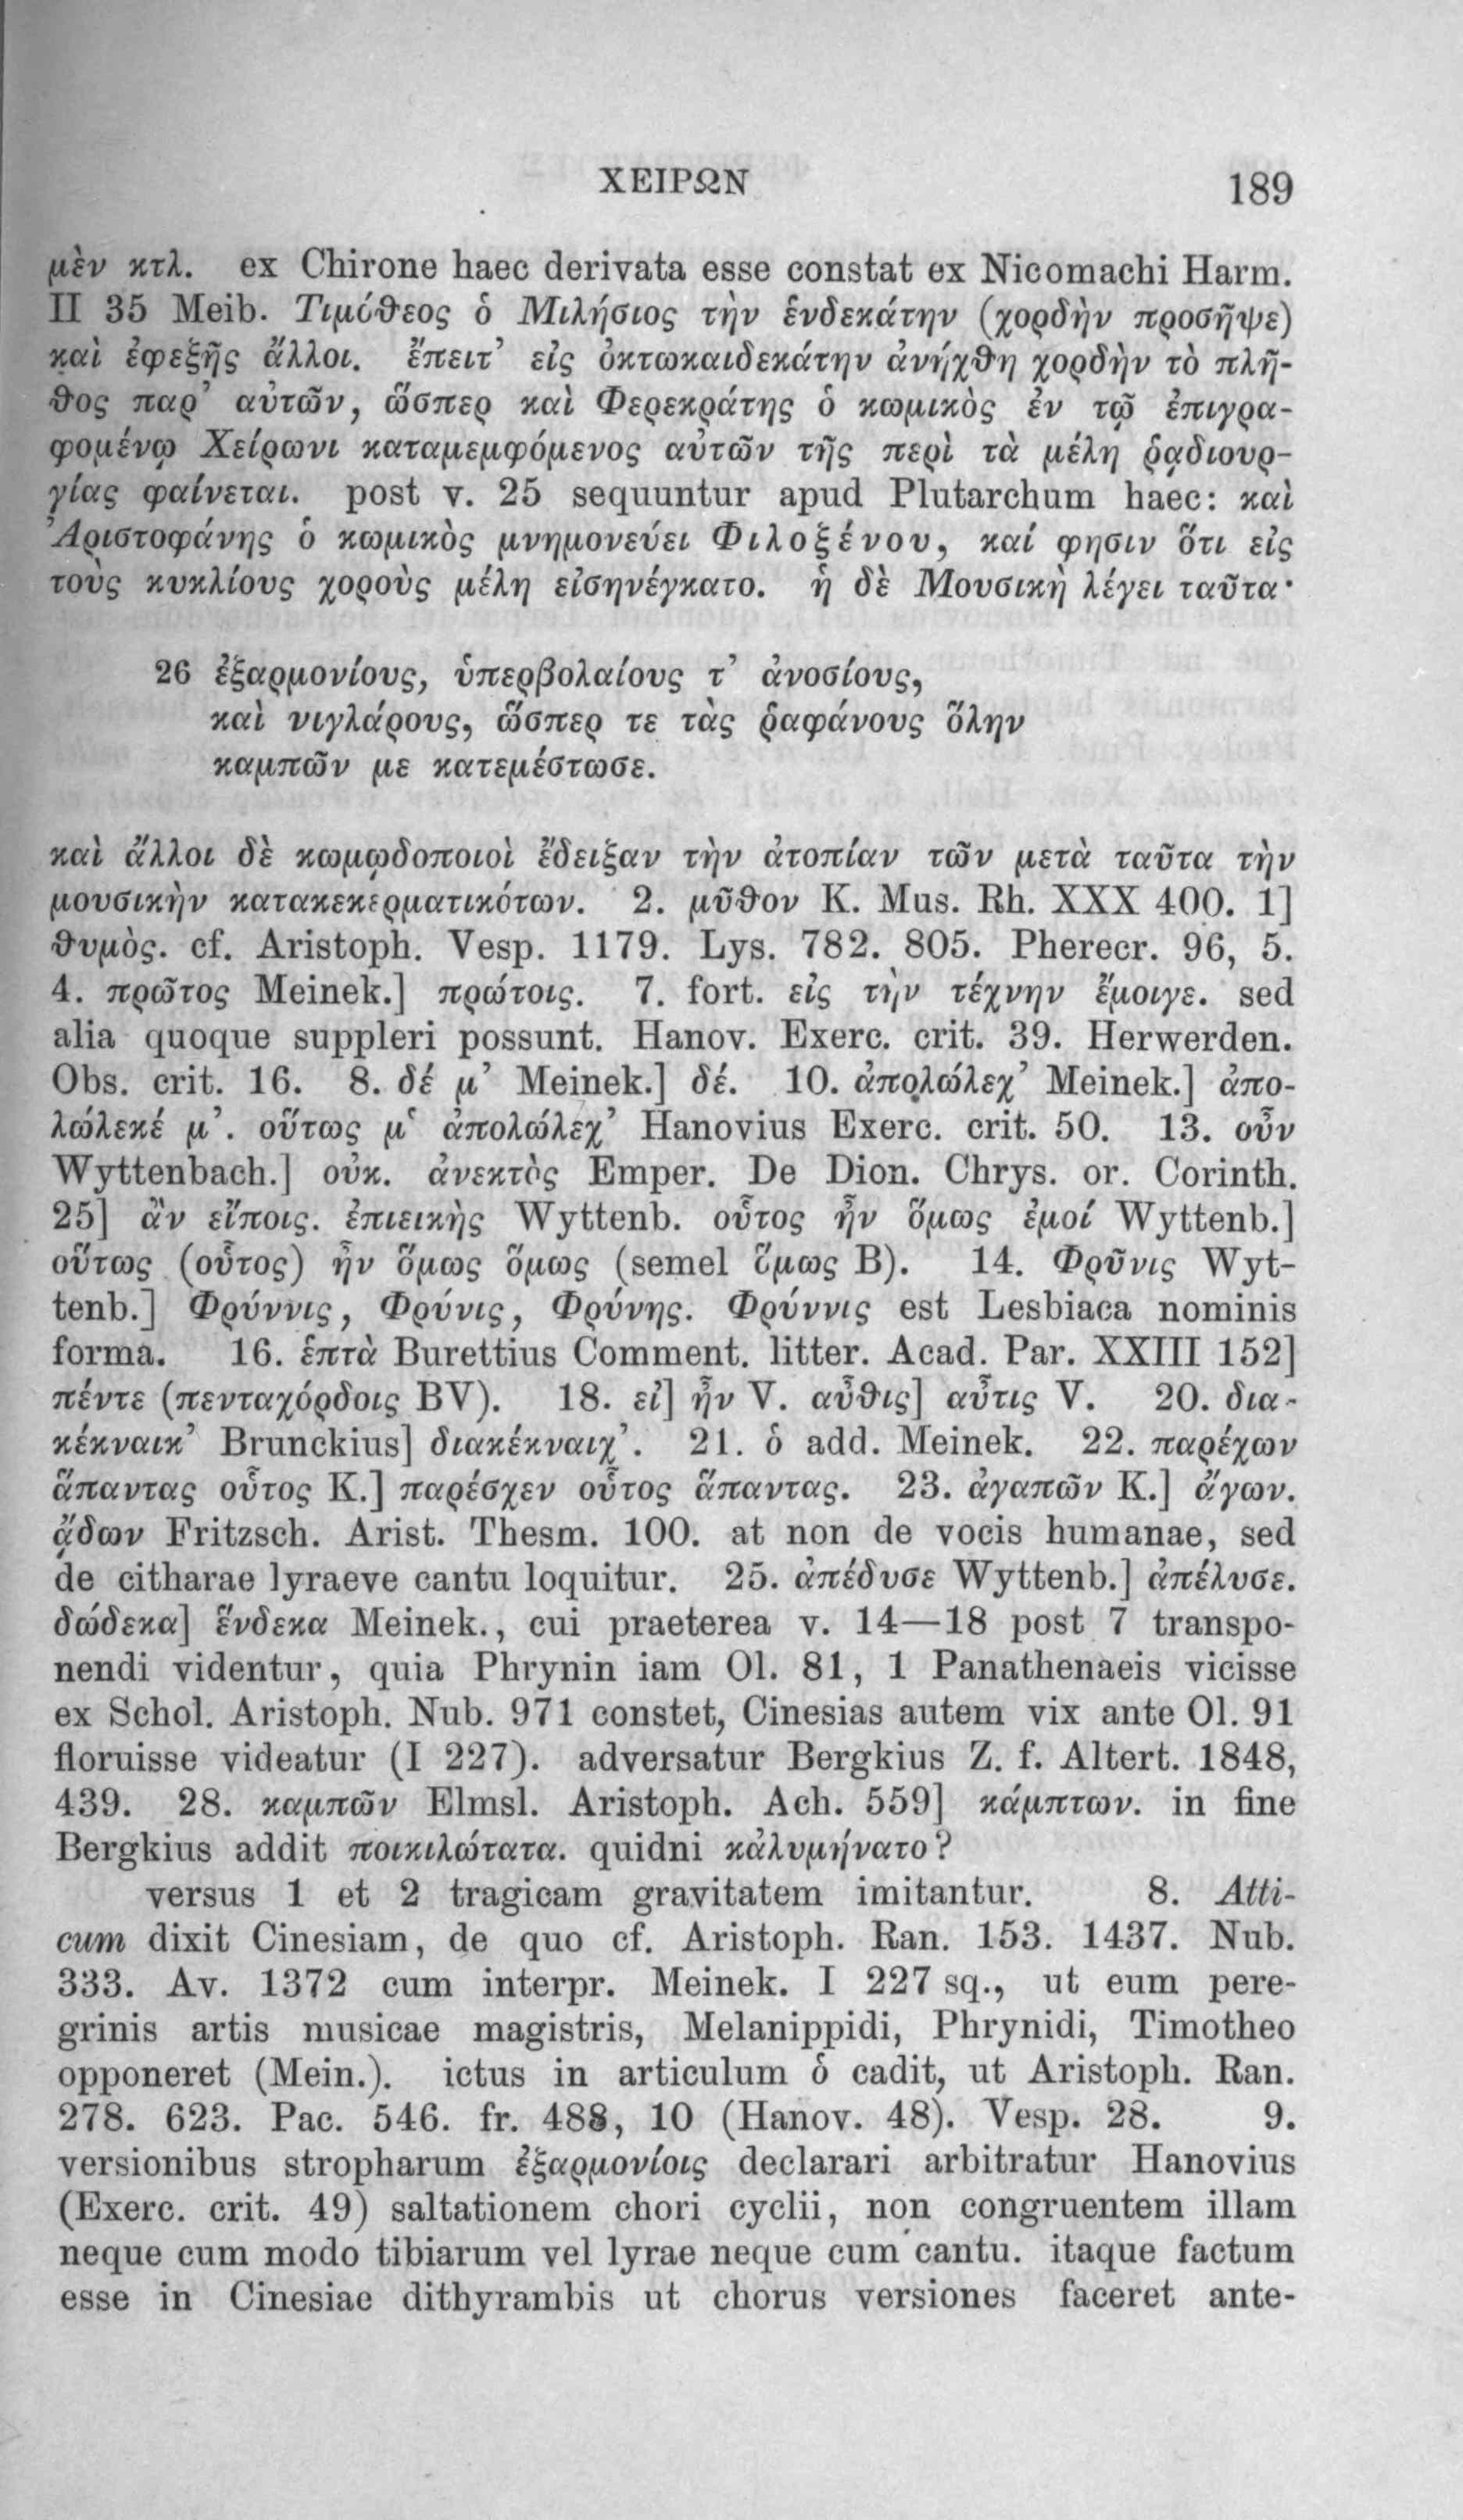 ΧΕΙΡΩΝ 189
μὲν κτλ. ex Chirone haec derivata esse constat ex Nicomachi Harm.
II 35 Meib. Τιμόθεος ὁ Μιλήσιος τὴν ἑνδεκάτην (χορδὴν προσῆψε)
καὶ ἐφεξῆς ἄλλοι. ἔπειτ’ εἰς ὀκτωκαιδεκάτην ἀνήχθη χορδὴν τὸ πλῆ-
θος παρ’ αὐτῶν, ὥσπερ καὶ Φερεκράτης ὁ κωμικὸς ἐν τῷ ἐπιγρα-
φομένῳ Χείρωνι καταμεμφόμενος αὐτῶν τῆς περὶ τὰ μέλη ῥᾳδιουρ-
γίας φαίνεται. post v. 25 sequuntur apud Plutarchum haec: καὶ
Ἀριστοφάνης ὁ κωμικὸς μνημονεύει Φιλοξένου, καί φησιν ὅτι εἰς
τοὺς κυκλίους χοροὺς μέλη εἰσηνέγκατο. ἡ δὲ Μουσικὴ λέγει ταῦτα·
26 ἐξαρμονίους, ὑπερβολαίους τ’ ἀνοσίους,
καὶ νιγλάρους, ὥσπερ τε τὰς ῥαφάνους ὅλην
καμπῶν με κατεμέστωσε.
καὶ ἄλλοι δὲ κωμῳδοποιοὶ ἔδειξαν τὴν ἀτοπίαν τῶν μετὰ ταῦτα τὴν
μουσικὴν κατακεκερματικότων. 2. μῦθον K. Mus. Rh. XXX 400. 1]
θυμὸς. cf. Aristoph. Vesp. 1179. Lys. 782. 805. Pherecr. 96, 5.
4. πρῶτος Meinek.] πρώτοις. 7. fort. εἰς τὴν τέχνην ἔμοιγε. sed
alia quoque suppleri possunt. Hanov. Exerc. crit. 39. Herwerden.
Obs. crit. 16. 8. δέ μ’ Meinek.] δέ. 10. ἀπολώλεχ’ Meinek.] ἀπο-
λώλεκέ μ’. οὕτως μ‘ ἀπολώλεχ’ Hanovius Exerc. crit. 50. 13. οὖν
Wyttenbach.] οὐκ. ἀνεκτὸς Emper. De Dion. Chrys. or. Corinth.
25] ἂν εἴποις. ἐπιεικὴς Wyttenb. οὗτος ἦν ὅμως ἐμοί Wyttenb.]
οὕτως (οὗτος) ἦν ὅμως ὅμως (semel ὅμως B). 14. Φρῦνις Wyt-
tenb.] Φρύννις, Φρύνις, Φρύνης. Φρύννις est Lesbiaca nominis
forma. 16. ἑπτὰ Burettius Comment. litter. Acad. Par. XXIII 152]
πέντε (πενταχόρδοις BV). 18. εἰ] ἦν V. αὖθις] αὖτις V. 20. δια-
κέκναικ’ Brunckius] διακέκναιχ’. 21. ὁ add. Meinek. 22. παρέχων
ἅπαντας οὗτος K.] παρέσχεν οὗτος ἅπαντας. 23. ἀγαπῶν K.] ἄγων.
ᾄδων Fritzsch. Arist. Thesm. 100. at non de vocis humanae, sed
de citharae lyraeve cantu loquitur. 25. ἀπέδυσε Wyttenb.] ἀπέλυσε.
δώδεκα] ἕνδεκα Meinek., cui praeterea v. 14—18 post 7 transpo-
nendi videntur, quia Phrynin iam Ol. 81, 1 Panathenaeis vicisse
ex Schol. Aristoph. Nub. 971 constet, Cinesias autem vix ante Ol. 91
floruisse videatur (I 227). adversatur Bergkius Z. f. Altert. 1848,
439. 28. καμπῶν Elmsl. Aristoph. Ach. 559] κάμπτων. in fine
Bergkius addit ποικιλώτατα. quidni κἀλυμήνατο?
versus 1 et 2 tragicam gravitatem imitantur. 8. Atti-
cum dixit Cinesiam, de quo cf. Aristoph. Ran. 153. 1437. Nub.
333. Av. 1372 cum interpr. Meinek. I 227 sq., ut eum pere-
grinis artis musicae magistris, Melanippidi, Phrynidi, Timotheo
opponeret (Mein.). ictus in articulum ὁ cadit, ut Aristoph. Ran.
278. 623. Pac. 546. fr. 488, 10 (Hanov. 48). Vesp. 28. 9.
versionibus stropharum ἐξαρμονίοις declarari arbitratur Hanovius
(Exerc. crit. 49) saltationem chori cyclii, non congruentem illam
neque cum modo tibiarum vel lyrae neque cum cantu. itaque factum
esse in Cinesiae dithyrambis ut chorus versiones faceret ante-